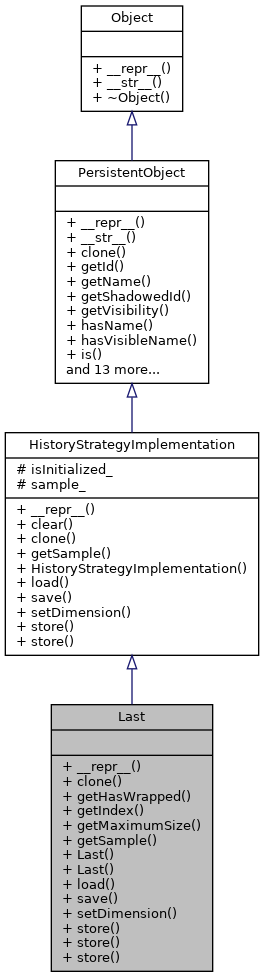 Object
+ __repr__()
+ __str__()
+ ~Object()
PersistentObject
+ __repr__()
+ __str__()
+ clone()
+ getId()
+ getName()
+ getShadowedId()
+ getVisibility()
+ hasName()
+ hasVisibleName()
+ is()
and 13 more...
HistoryStrategyImplementation
# isInitialized_
# sample_
+ __repr__()
+ clear()
+ clone()
+ getSample()
+ HistoryStrategyImplementation()
+ load()
+ save()
+ setDimension()
+ store()
+ store()
Last
+ __repr__()
+ clone()
+ getHasWrapped()
+ getIndex()
+ getMaximumSize()
+ getSample()
+ Last()
+ Last()
+ load()
+ save()
+ setDimension()
+ store()
+ store()
+ store()